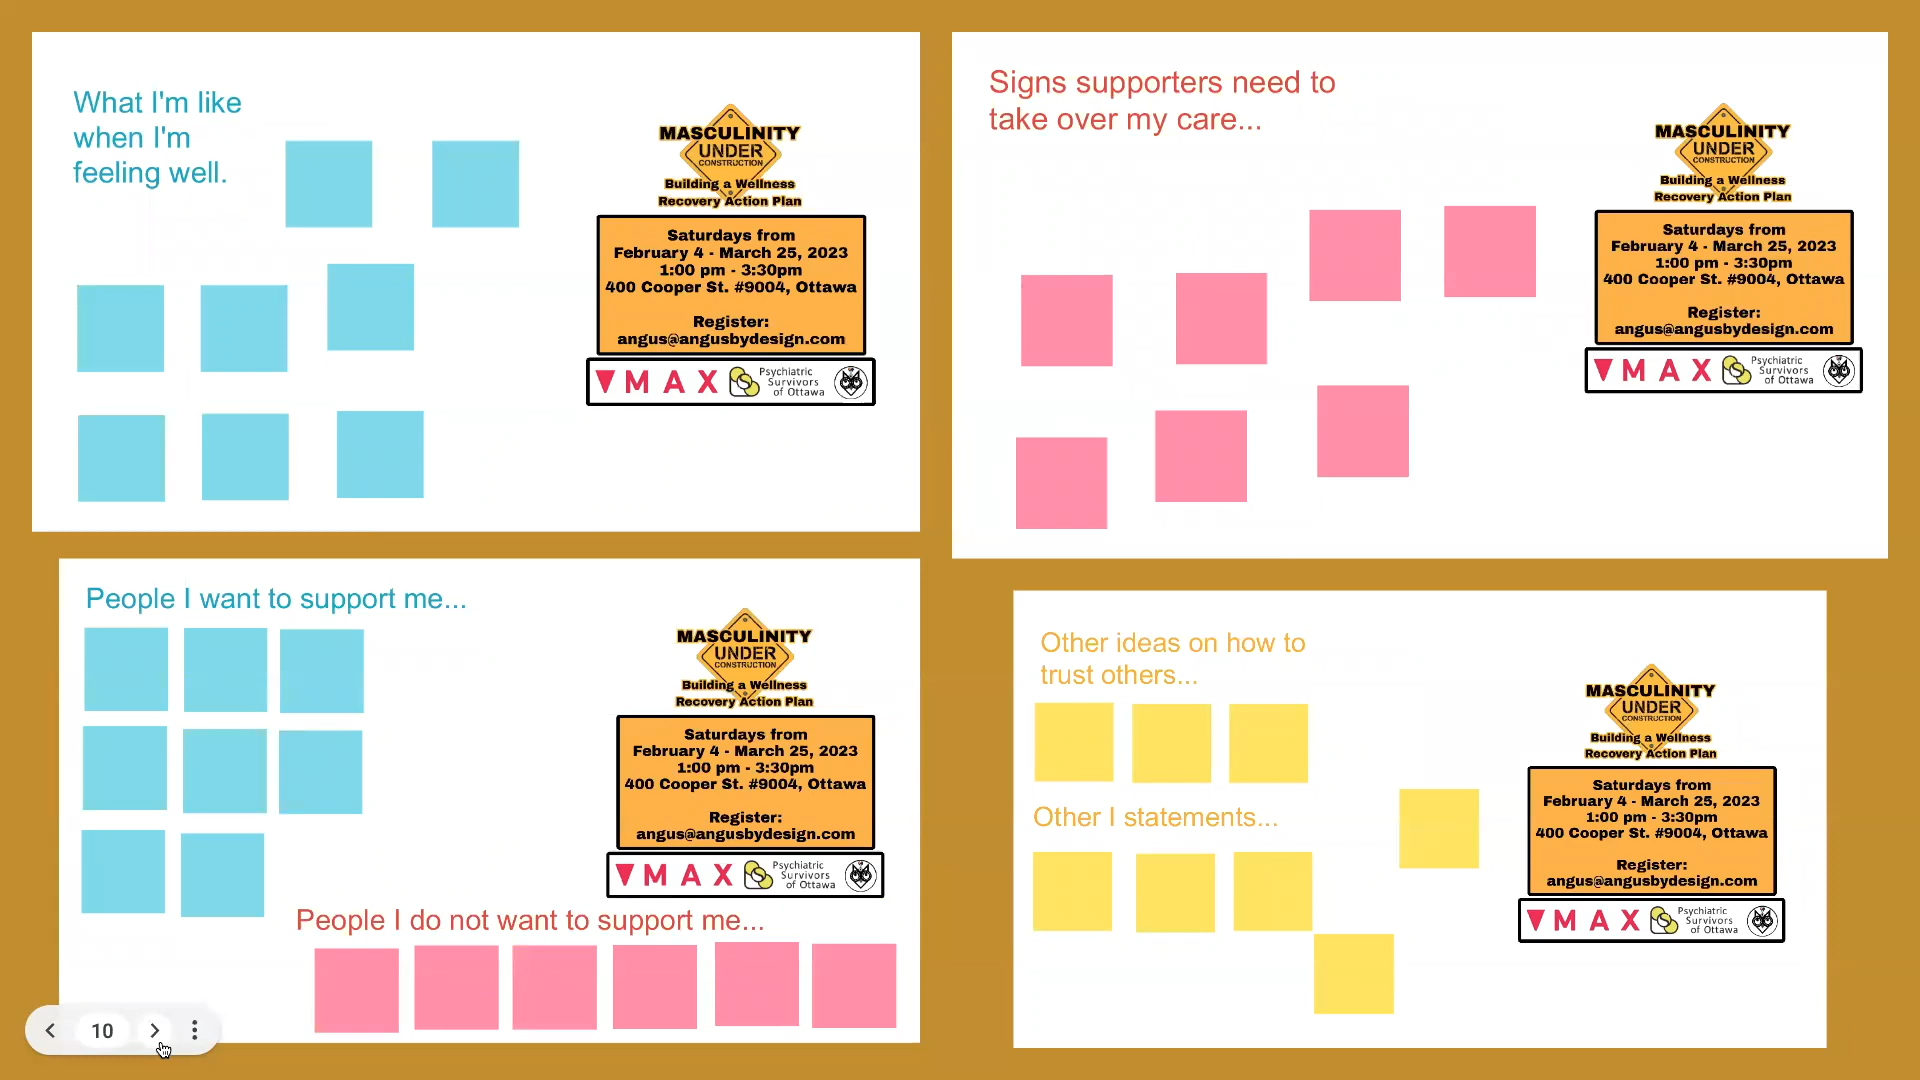 What I'm like
when I'm
feeling well.
MASCULINITY
UNDER
CONSTRUCTION
Building a Wellness
Recovery Action Plan
Saturdays from
February 4 - March 25, 2023
1:00 pm - 3:30pm
400 Cooper St. #9004, Ottawa
Register:
angus@angusbydesign.com
MAX
Psychiatric
Survivors
of Ottawa
Signs supporters need to
take over my care...
MASCULINITY
UNDER
CONSTRUCTION
Building a Wellness
Recovery Action Plan
Saturdays from
February 4 - March 25, 2023
1:00 pm - 3:30pm
400 Cooper St. #9004, Ottawa
Register:
angus@angusbydesign.com
MAX
Psychiatric
Survivors
of Ottawa
People I want to support me...
MASCULINITY
UNDER
CONSTRUCTION
Building a Wellness
Recovery Action Plan
Saturdays from
February 4 - March 25, 2023
1:00 pm - 3:30pm
400 Cooper St. #9004, Ottawa
Register:
angus@angusbydesign.com
MAX
Psychiatric
Survivors
of Ottawa
People I do not want to support me...
Other ideas on how to
trust others...
Other I statements...
MASCULINITY
UNDER
CONSTRUCTION
Building a Wellness
Recovery Action Plan
Saturdays from
February 4 - March 25, 2023
1:00 pm - 3:30pm
400 Cooper St. #9004, Ottawa
Register:
angus@angusbydesign.com
MAX
Psychiatric
Survivors
of Ottawa
10